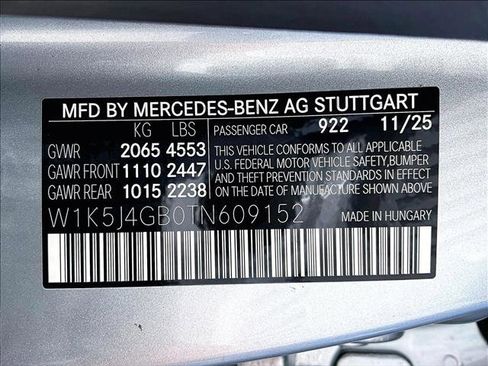 MFD BY MERCEDES-BENZ AG STUTTGART
KG LBS PASSENGER CAR 922 11/25
GVWR 2065 4553
GAWR FRONT 1110 2447
GAWR REAR 1015 2238
THIS VEHICLE CONFORMS TO ALL APPLICABLE
U.S. FEDERAL MOTOR VEHICLE SAFETY,BUMPER
AND THEFT PREVENTION STANDARDS IN EFFECT
ON THE DATE OF MANUFACTURE SHOWN ABOVE.
W1K5J4GB0TN609152 MADE IN HUNGARY